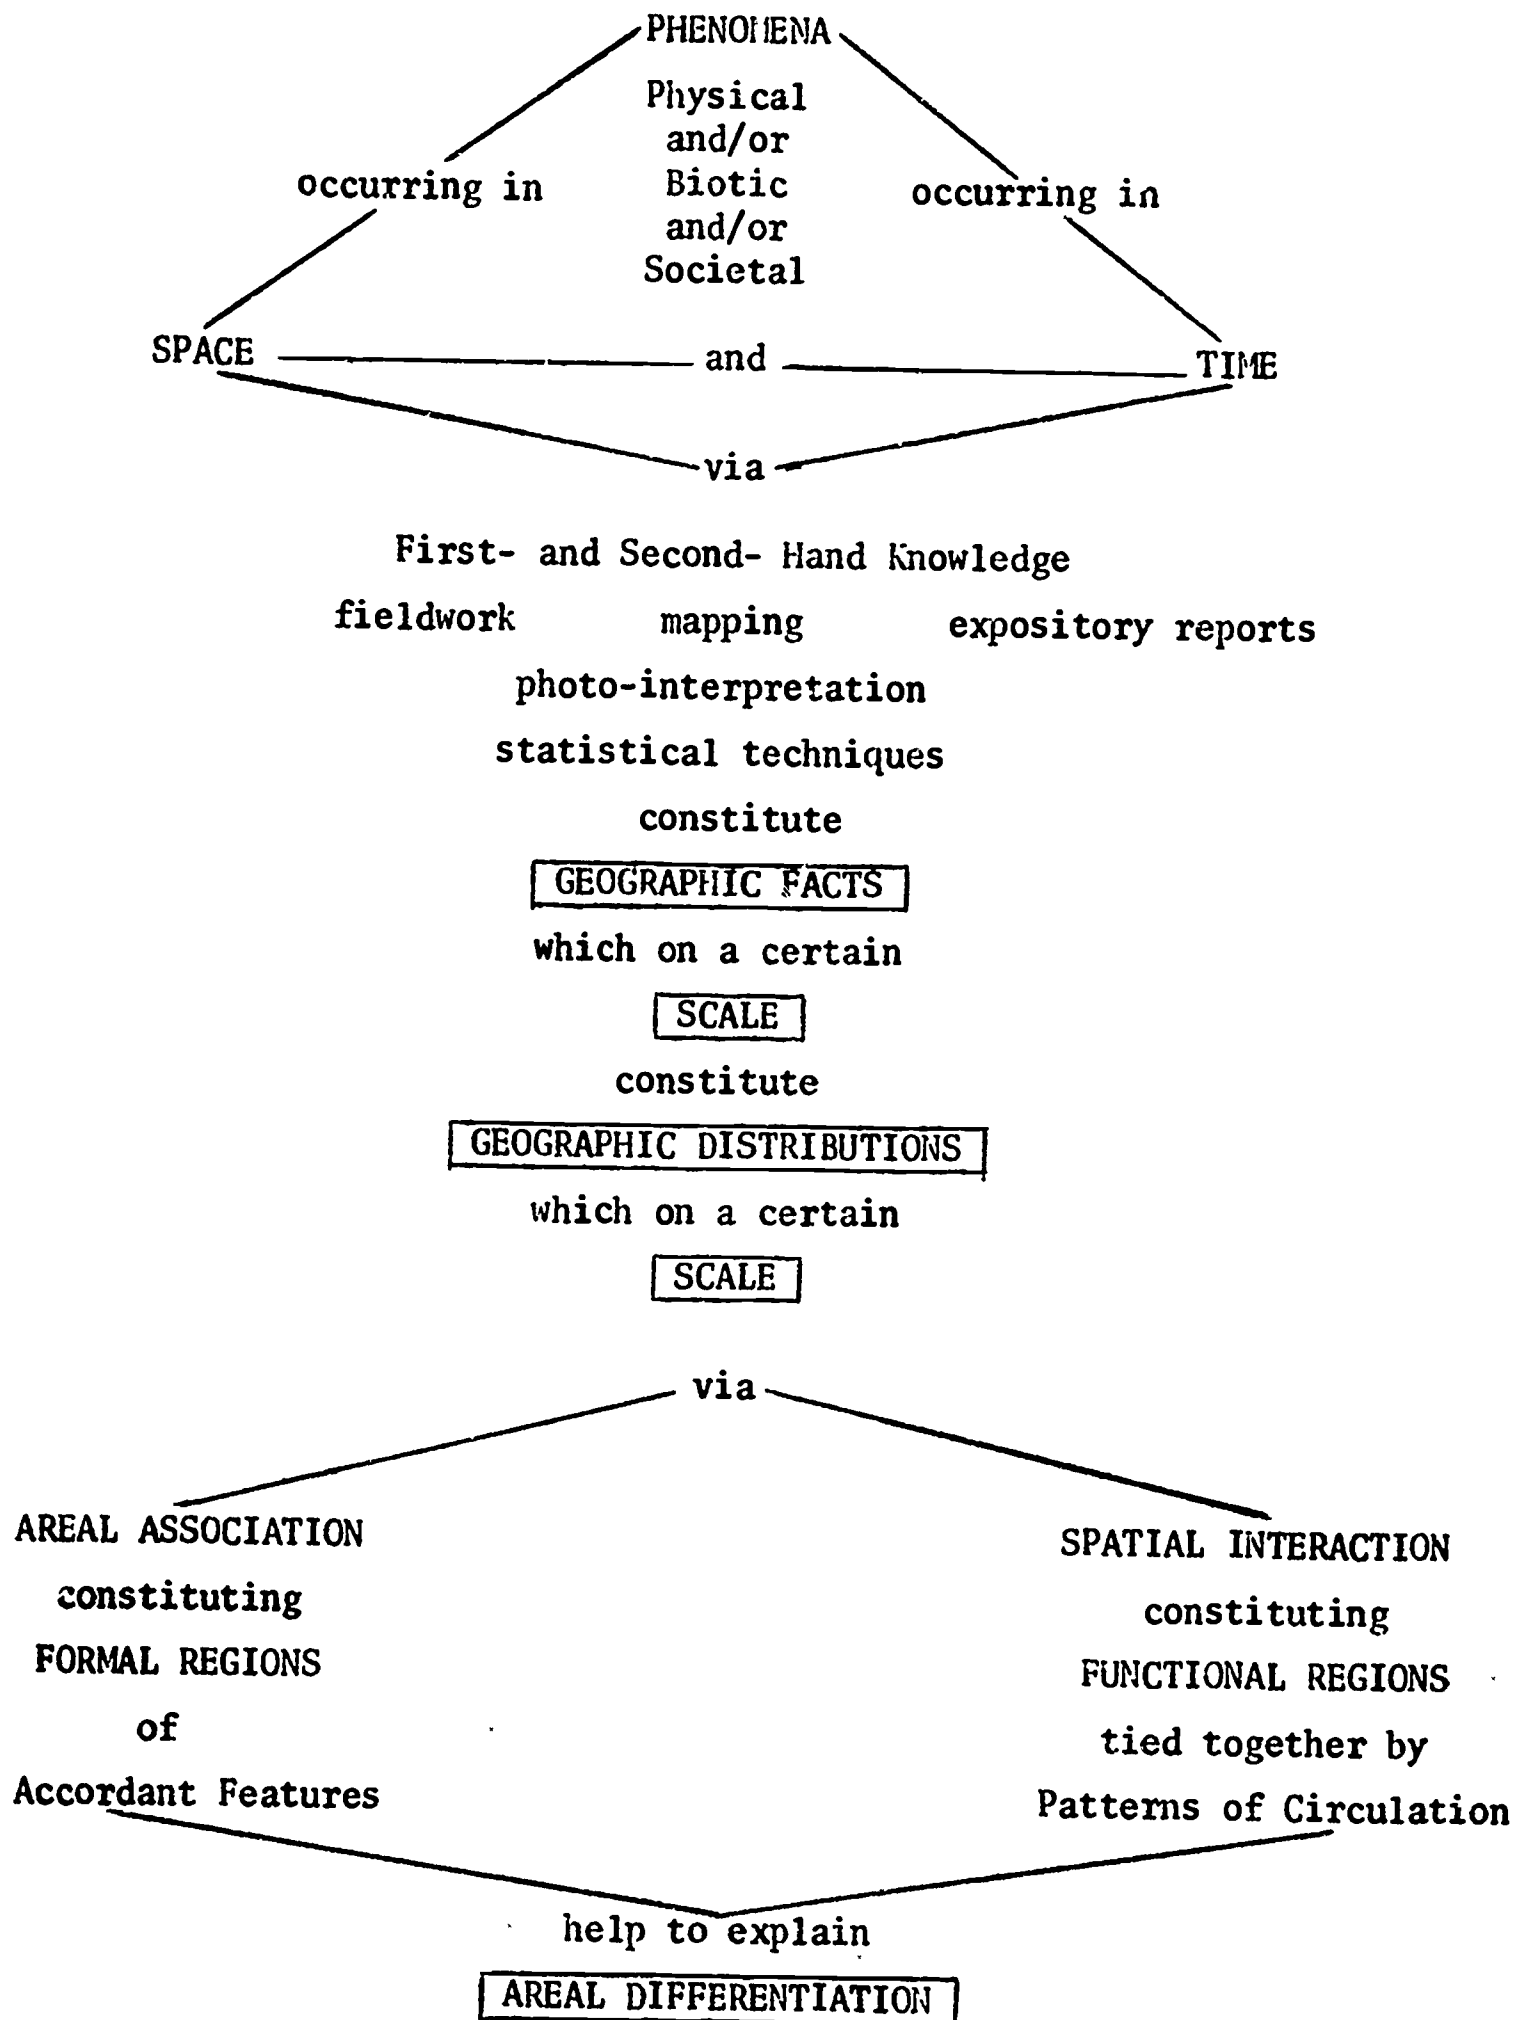 PHENOMENA
Physical
and/or
Biotic
and/or
Societal
occurring in
occurring in
SPACE and TIME
via
First- and Second- Hand Knowledge
fieldwork mapping expository reports
photo-interpretation
statistical techniques
constitute
GEOGRAPHIC FACTS
which on a certain
SCALE
constitute
GEOGRAPHIC DISTRIBUTIONS
which on a certain
SCALE
via
AREAL ASSOCIATION
constituting
FORMAL REGIONS
of
Accordant Features
SPATIAL INTERACTION
constituting
FUNCTIONAL REGIONS
tied together by
Patterns of Circulation
help to explain
AREAL DIFFERENTIATION